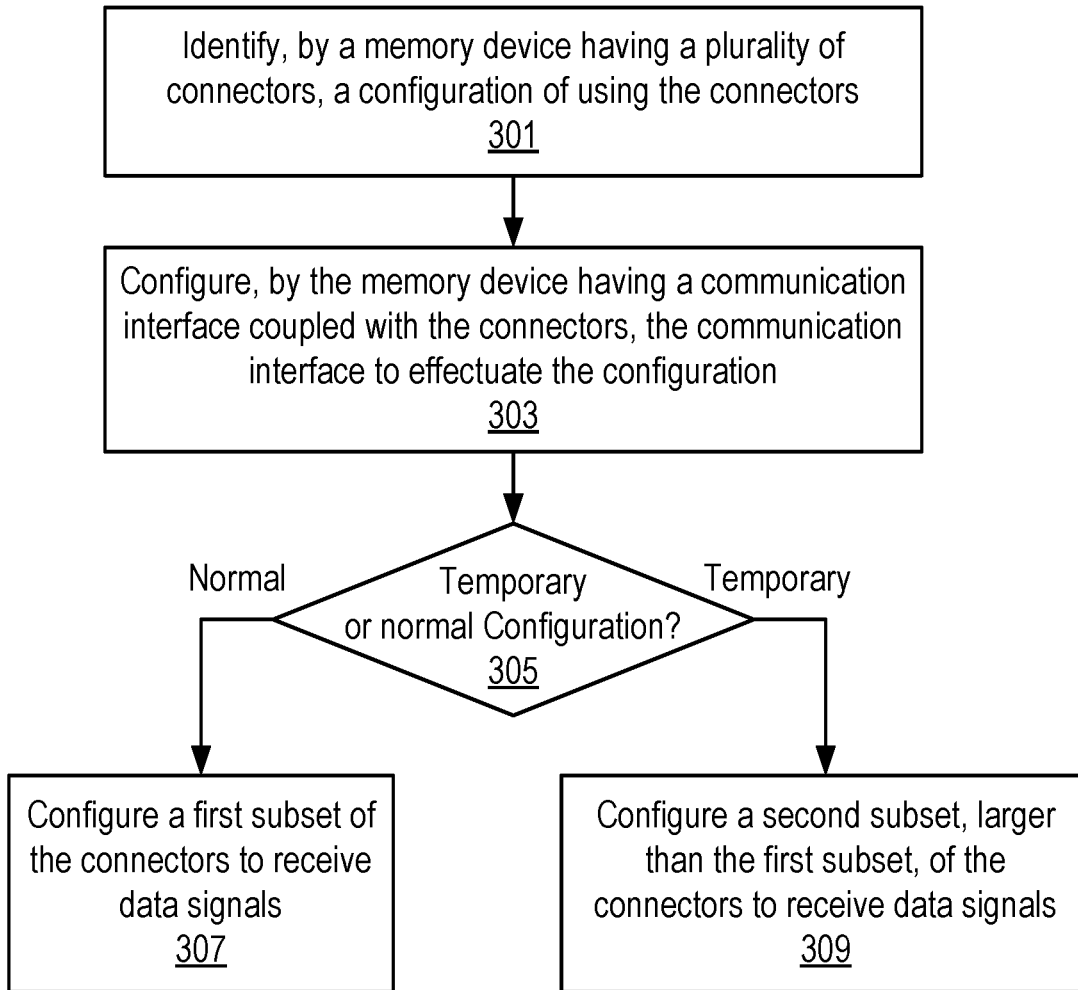 Identify, by a memory device having a plurality of
connectors, a configuration of using the connectors
301
Configure, by the memory device having a communication
interface coupled with the connectors, the communication
interface to effectuate the configuration
303
Normal
Temporary
Temporary
or normal Configuration?
305
Configure a first subset of
the connectors to receive
data signals
307
Configure a second subset, larger
than the first subset, of the
connectors to receive data signals
309